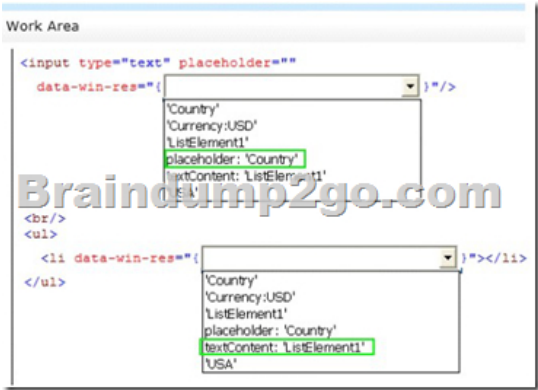 Work Area
<input type="text" placeholder=""
data-win-res="{ }"/>
'Country'
'Currency:USD'
'ListElement1'
placeholder: 'Country'
textContent: 'ListElement1'
'USA'
Braindump2go.com
<br/>
<ul>
<li data-win-res="{ }"></li>
'Country'
</ul>
'Currency:USD'
'ListElement1'
placeholder: 'Country'
textContent: 'ListElement1'
'USA'